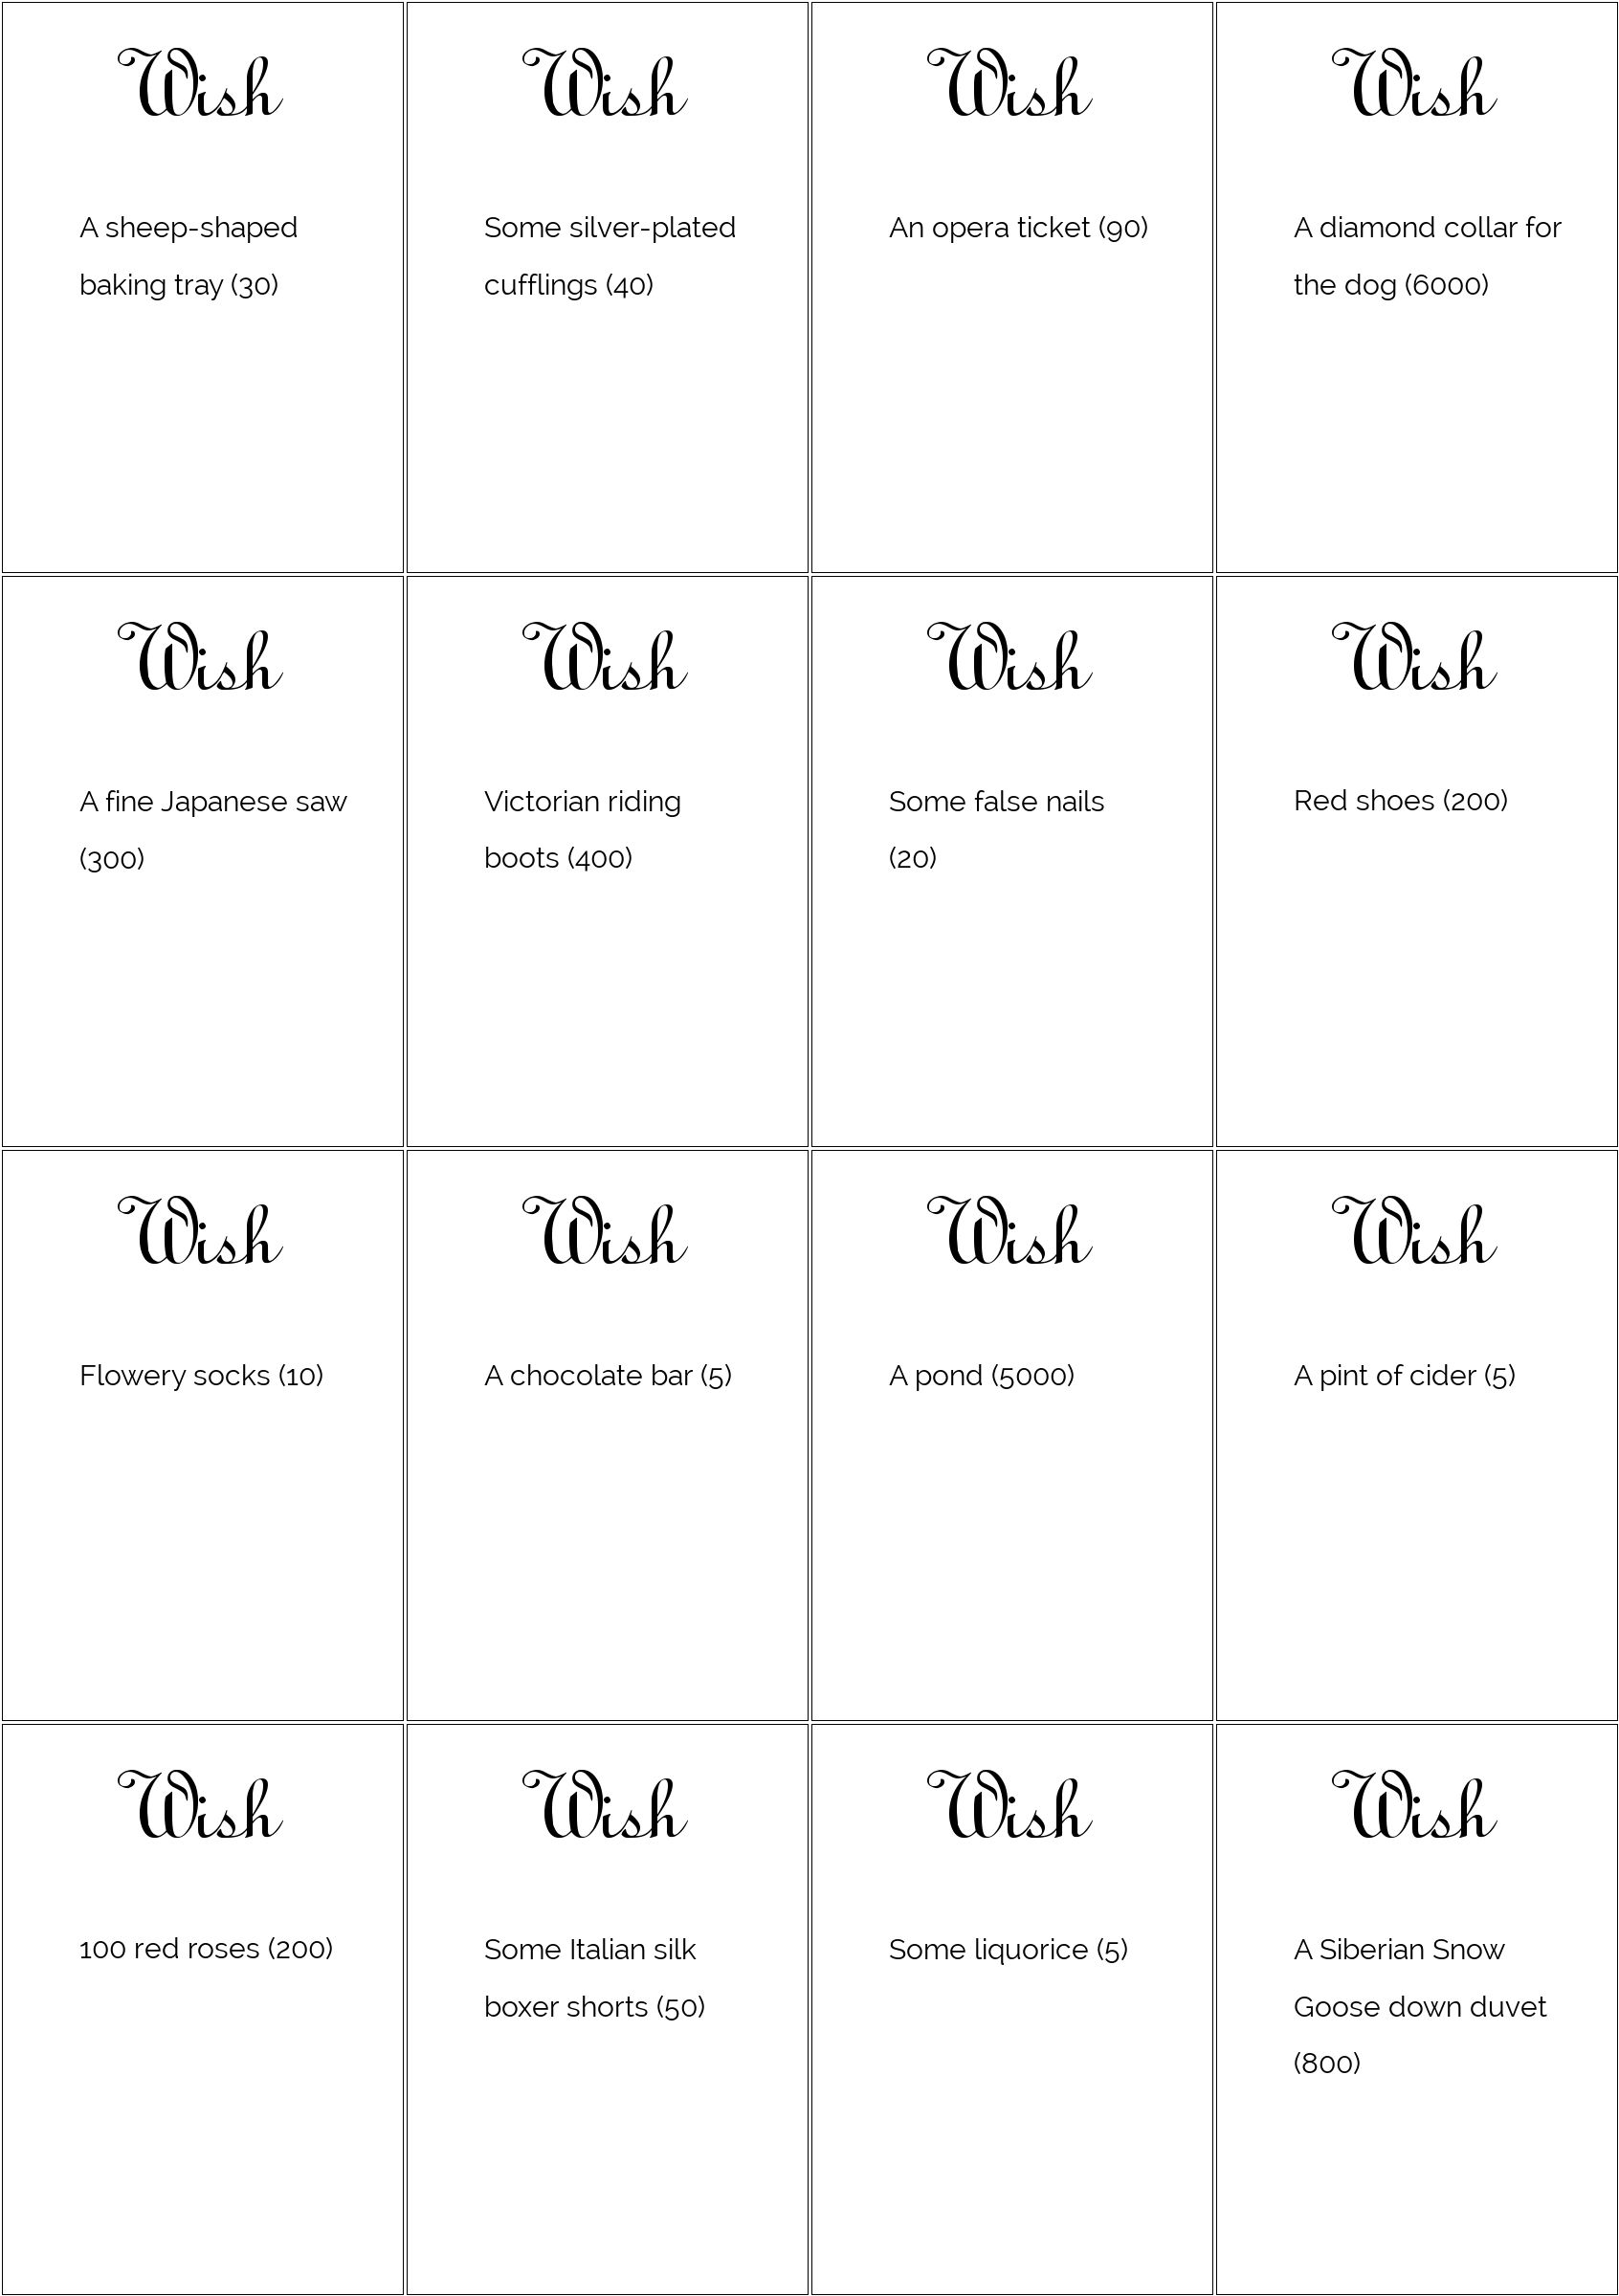 Wish
A sheep-shaped
baking tray (30)
Wish
Some silver-plated
cufflings (40)
Wish
An opera ticket (90)
Wish
A diamond collar for
the dog (6000)
Wish
A fine Japanese saw
(300)
Wish
Victorian riding
boots (400)
Wish
Some false nails
(20)
Wish
Red shoes (200)
Wish
Flowery socks (10)
Wish
A chocolate bar (5)
Wish
A pond (5000)
Wish
A pint of cider (5)
Wish
100 red roses (200)
Wish
Some Italian silk
boxer shorts (50)
Wish
Some liquorice (5)
Wish
A Siberian Snow
Goose down duvet
(800)